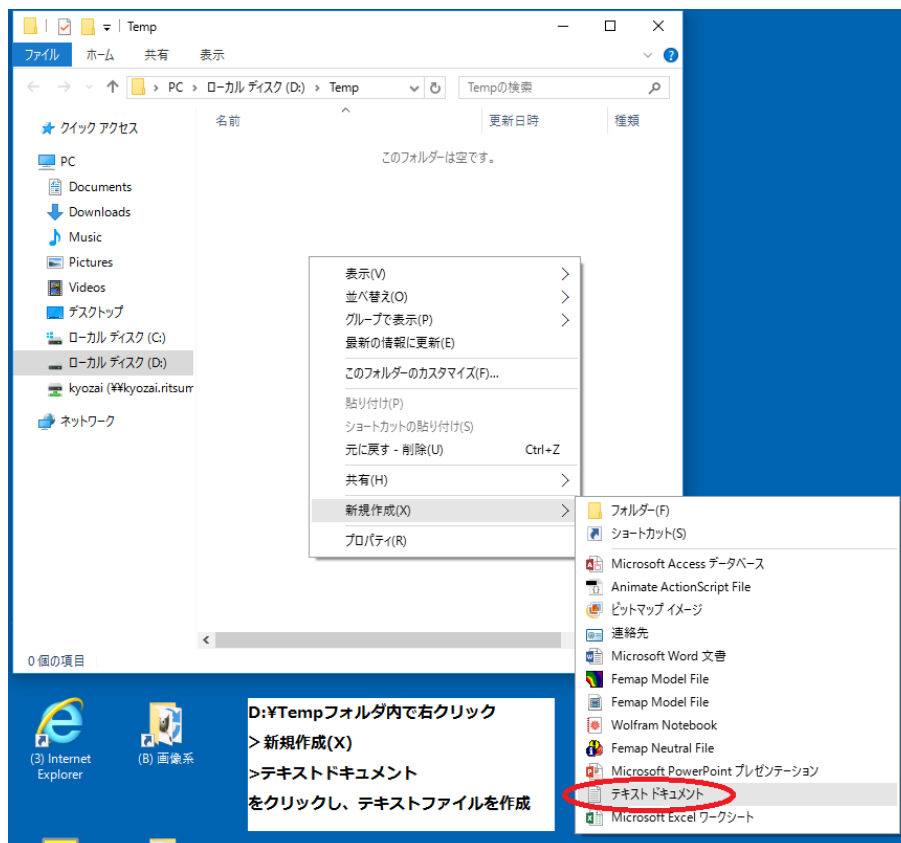 Temp
ファイル ホーム 共有 表示
PC > ローカル ディスク (D:) > Temp
Tempの検索
クイック アクセス
PC
Documents
Downloads
Music
Pictures
Videos
デスクトップ
ローカル ディスク (C:)
ローカル ディスク (D:)
kyozai (¥¥kyozai.ritsum
ネットワーク
名前 更新日時 種類
このフォルダーは空です。
表示(V)
並べ替え(O)
グループで表示(P)
最新の情報に更新(E)
このフォルダーのカスタマイズ(F)...
貼り付け(P)
ショートカットの貼り付け(S)
元に戻す - 削除(U) Ctrl+Z
共有(H)
新規作成(X)
プロパティ(R)
フォルダー(F)
ショートカット(S)
Microsoft Access データベース
Animate ActionScript File
ビットマップ イメージ
連絡先
Microsoft Word 文書
Femap Model File
Femap Model File
Wolfram Notebook
Femap Neutral File
Microsoft PowerPoint プレゼンテーション
テキスト ドキュメント
Microsoft Excel ワークシート
0 個の項目
(3) Internet
Explorer
(B) 画像系
D:¥Tempフォルダ内で右クリック
＞新規作成(X)
>テキストドキュメント
をクリックし、テキストファイルを作成